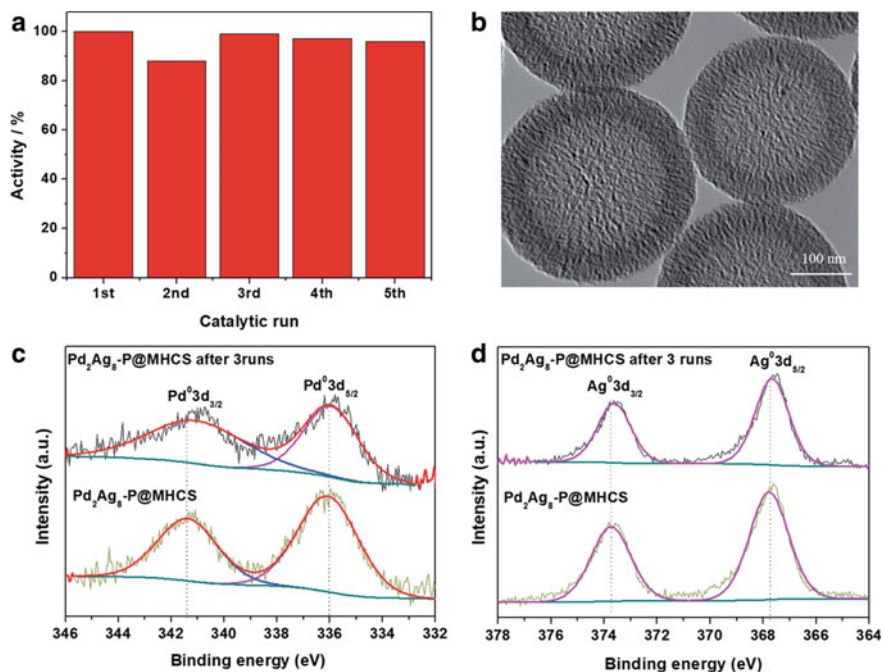 a
100
80
60
40
20
0
Activity / %
1st 2nd 3rd 4th 5th
Catalytic run
b
100 nm
c
Pd₂Ag₈-P@MHCS after 3runs
Pd⁰3d₃/₂
Pd⁰3d₅/₂
Pd₂Ag₈-P@MHCS
Intensity (a.u.)
346 344 342 340 338 336 334 332
Binding energy (eV)
d
Pd₂Ag₈-P@MHCS after 3 runs
Ag⁰3d₃/₂
Ag⁰3d₅/₂
Pd₂Ag₈-P@MHCS
Intensity (a.u.)
378 376 374 372 370 368 366 364
Binding energy (eV)